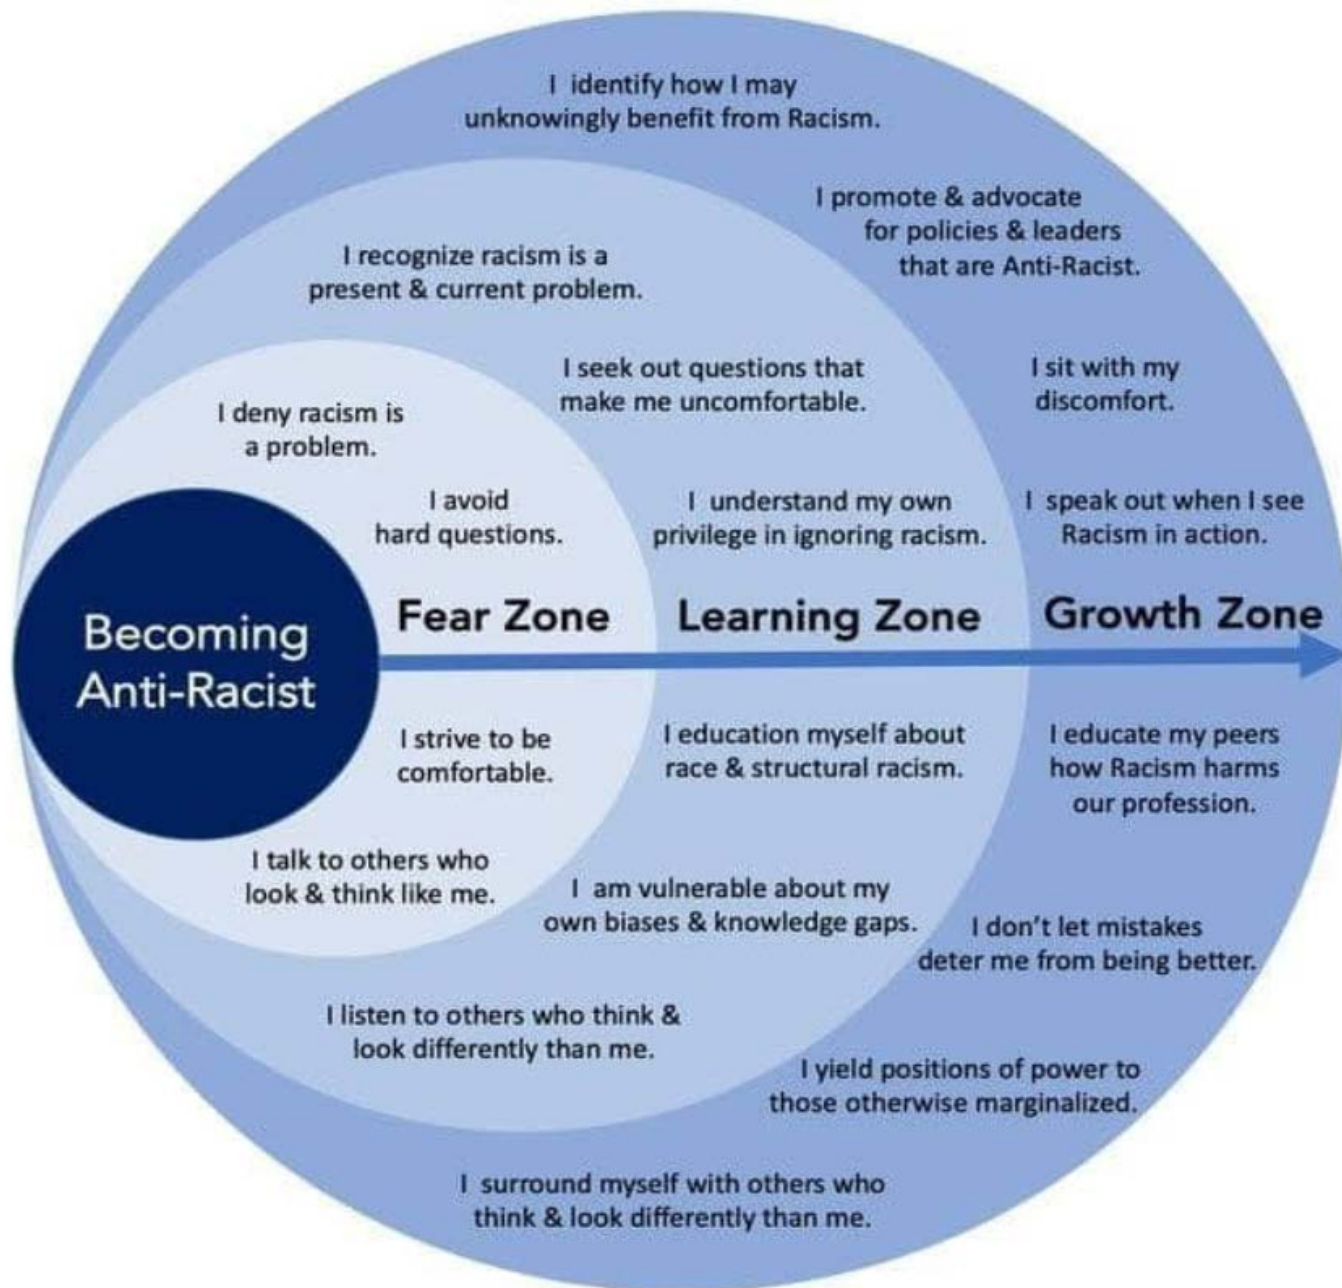 I identify how I may
unknowingly benefit from Racism.
I promote & advocate
for policies & leaders
that are Anti-Racist.
I recognize racism is a
present & current problem.
I seek out questions that
make me uncomfortable.
I sit with my
discomfort.
I deny racism is
a problem.
I avoid
hard questions.
I understand my own
privilege in ignoring racism.
I speak out when I see
Racism in action.
Becoming
Anti-Racist
Fear Zone
Learning Zone
Growth Zone
I strive to be
comfortable.
I education myself about
race & structural racism.
I educate my peers
how Racism harms
our profession.
I talk to others who
look & think like me.
I am vulnerable about my
own biases & knowledge gaps.
I don't let mistakes
deter me from being better.
I listen to others who think &
look differently than me.
I yield positions of power to
those otherwise marginalized.
I surround myself with others who
think & look differently than me.